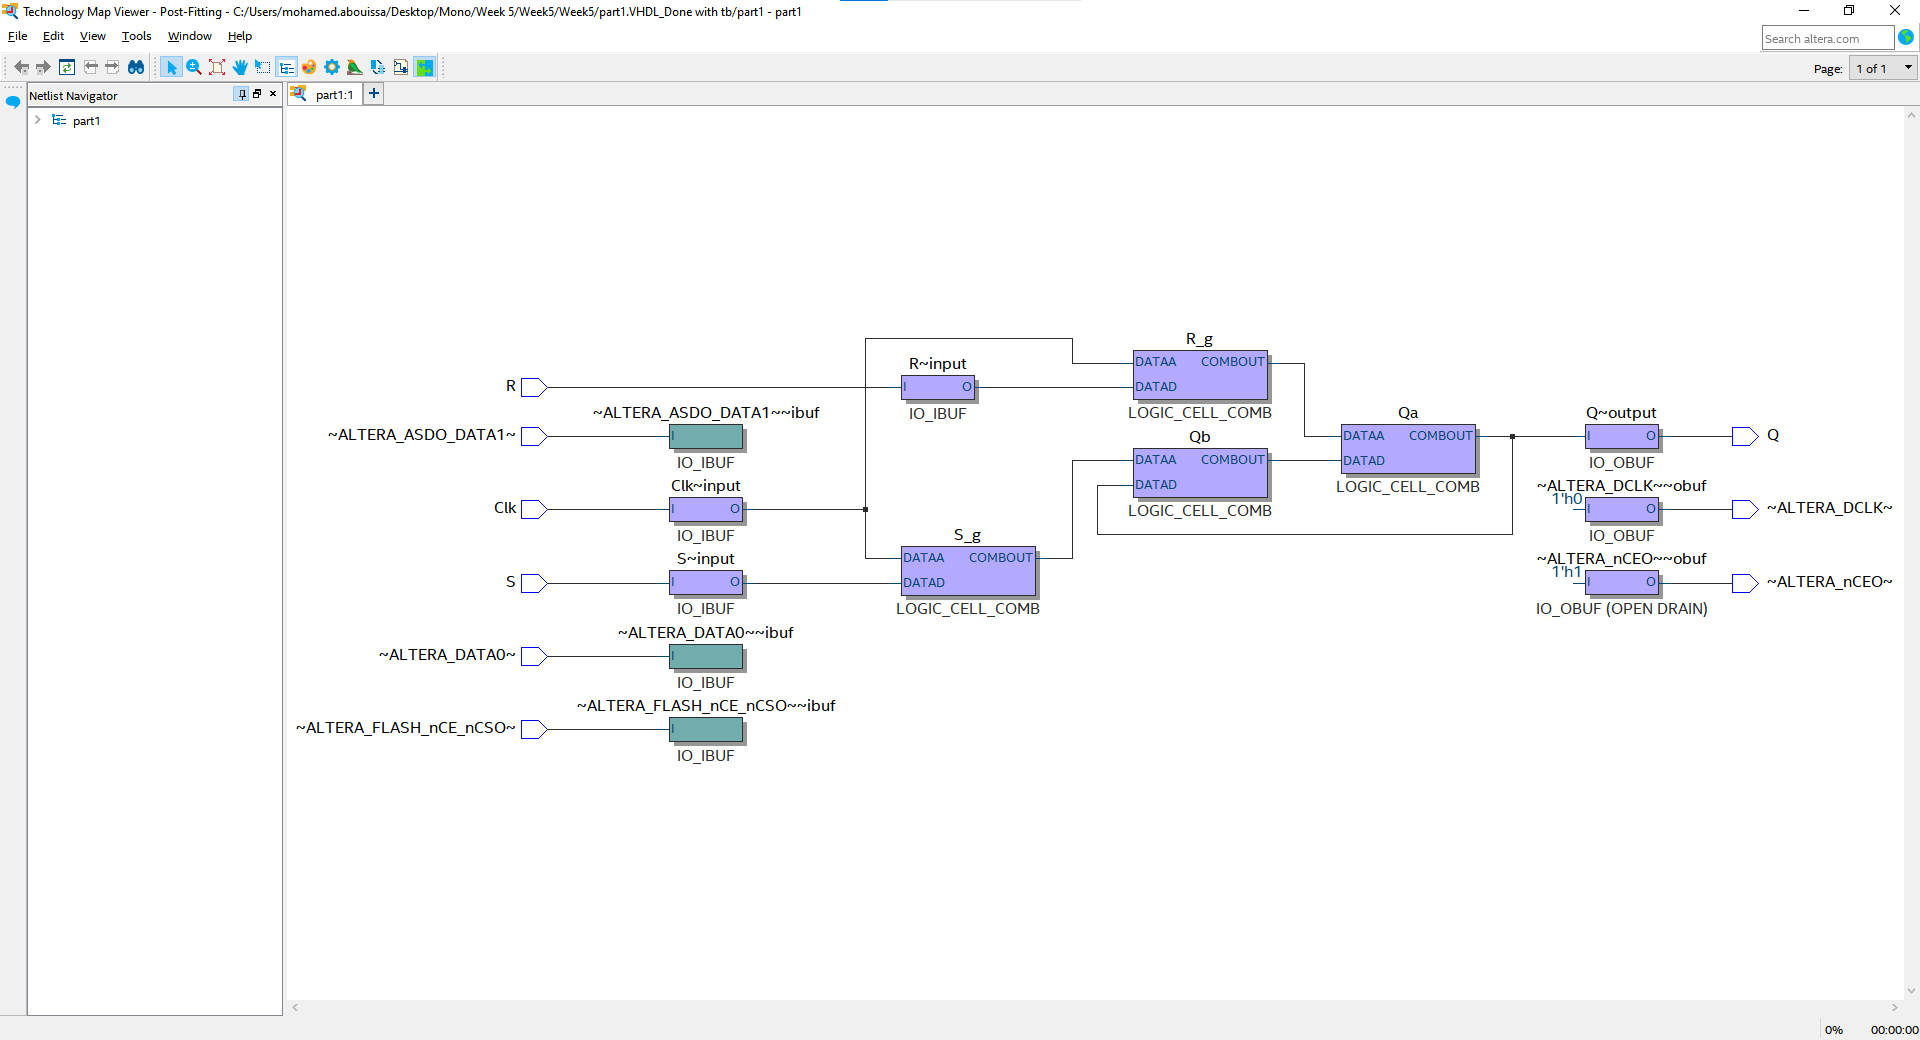 Technology Map Viewer - Post-Fitting - C:/Users/mohamed.abouissa/Desktop/Mono/Week 5/Week5/Week5/part1.VHDL_Done with tb/part1 - part1
File Edit View Tools Window Help
Search altera.com
Page: 1 of 1
Netlist Navigator
part1:1
part1
R_g
DATAA COMBOUT
DATAD
LOGIC_CELL_COMB
R~input
R
I O
IO_IBUF
~ALTERA_ASDO_DATA1~~ibuf
~ALTERA_ASDO_DATA1~
I
IO_IBUF
Qa
DATAA COMBOUT
DATAD
LOGIC_CELL_COMB
Q~output
I O
Q
IO_OBUF
Qb
DATAA COMBOUT
DATAD
LOGIC_CELL_COMB
Clk~input
Clk
I O
IO_IBUF
~ALTERA_DCLK~~obuf
1'h0
I O
~ALTERA_DCLK~
IO_OBUF
S_g
DATAA COMBOUT
DATAD
LOGIC_CELL_COMB
S~input
S
I O
IO_IBUF
~ALTERA_nCEO~~obuf
1'h1
I O
~ALTERA_nCEO~
IO_OBUF (OPEN DRAIN)
~ALTERA_DATA0~~ibuf
~ALTERA_DATA0~
I
IO_IBUF
~ALTERA_FLASH_nCE_nCSO~~ibuf
~ALTERA_FLASH_nCE_nCSO~
I
IO_IBUF
0% 00:00:00